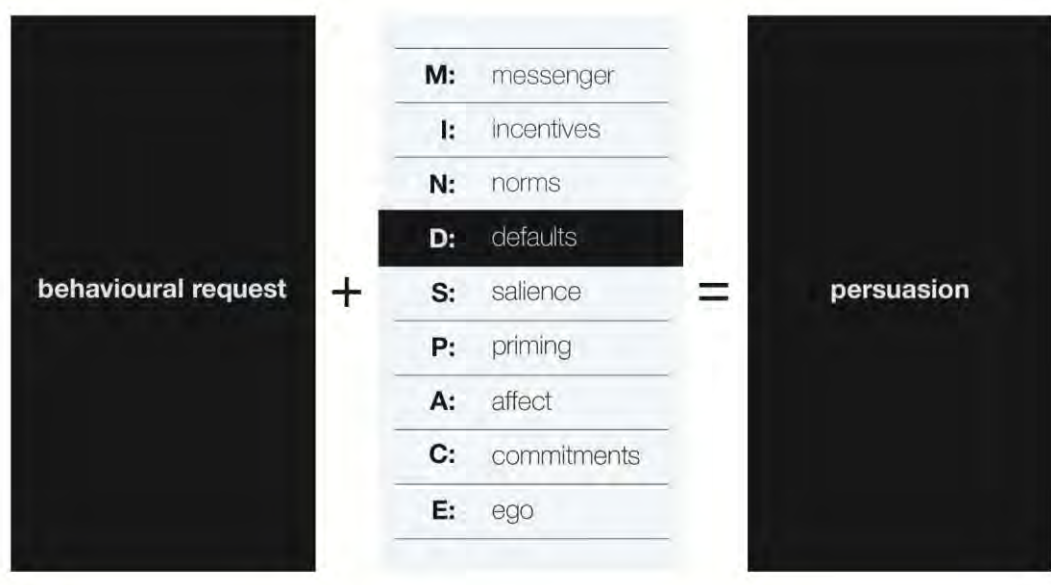 behavioural request
+
M: messenger
I: incentives
N: norms
D: defaults
S: salience
P: priming
A: affect
C: commitments
E: ego
=
persuasion